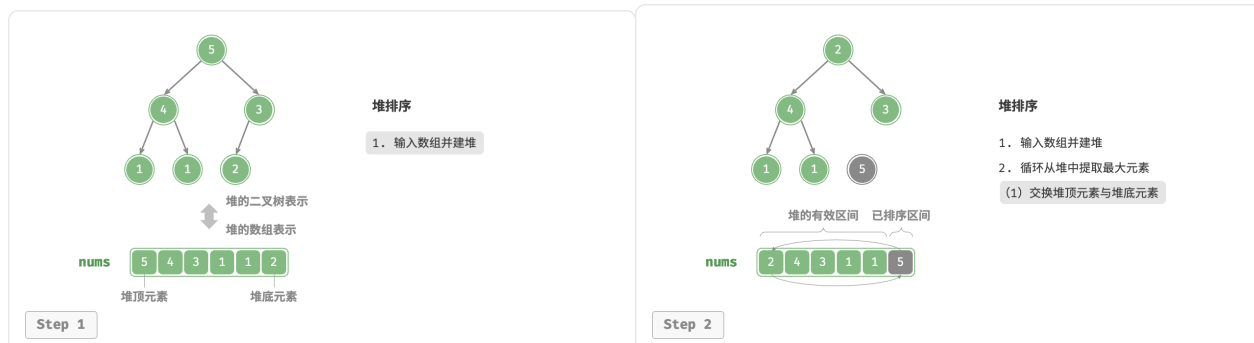 5
4 3
堆排序
1. 输入数组并建堆
1 1 2
堆的二叉树表示
堆的数组表示
nums 5 4 3 1 1 2
堆顶元素 堆底元素
Step 1
2
4 3
堆排序
1. 输入数组并建堆
2. 循环从堆中提取最大元素
1 1 5
(1) 交换堆顶元素与堆底元素
堆的有效区间 已排序区间
nums 2 4 3 1 1 5
Step 2